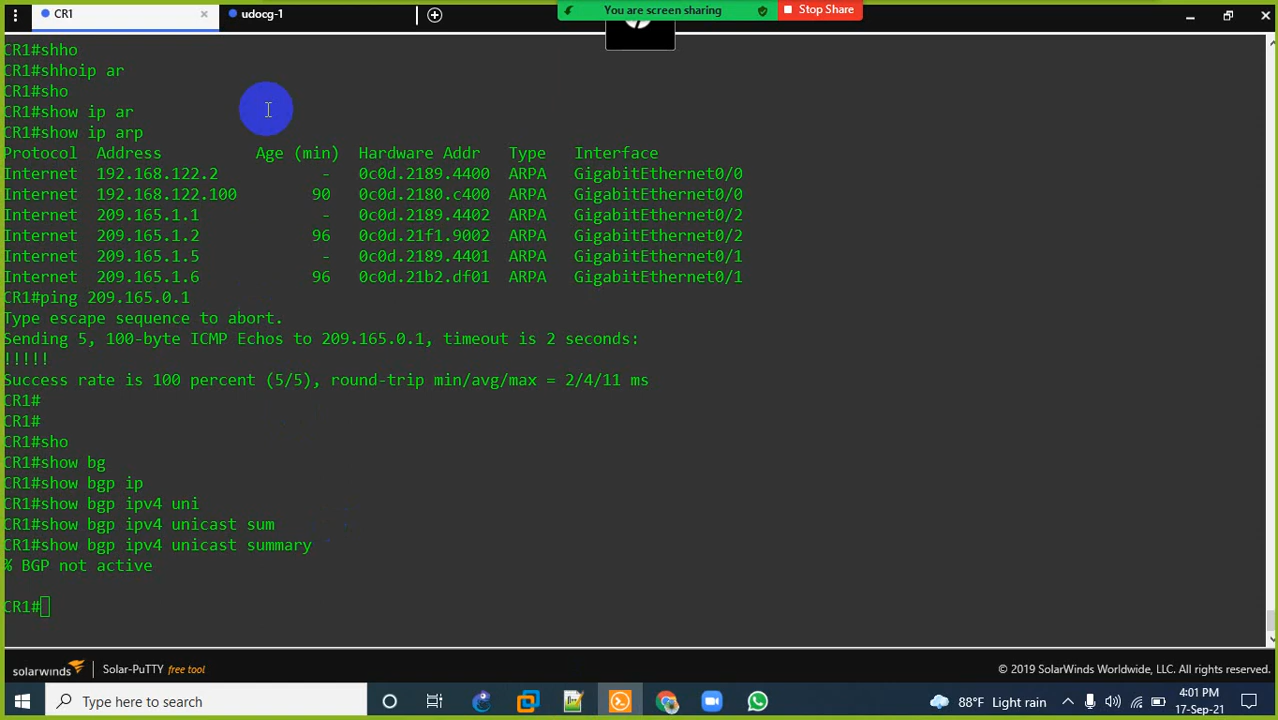 CR1
udocg-1
You are screen sharing
Stop Share
CR1#shho
CR1#shhoip ar
CR1#sho
CR1#show ip ar
CR1#show ip arp
Protocol Address Age (min) Hardware Addr Type Interface
Internet 192.168.122.2 - 0c0d.2189.4400 ARPA GigabitEthernet0/0
Internet 192.168.122.100 90 0c0d.2180.c400 ARPA GigabitEthernet0/0
Internet 209.165.1.1 - 0c0d.2189.4402 ARPA GigabitEthernet0/2
Internet 209.165.1.2 96 0c0d.21f1.9002 ARPA GigabitEthernet0/2
Internet 209.165.1.5 - 0c0d.2189.4401 ARPA GigabitEthernet0/1
Internet 209.165.1.6 96 0c0d.21b2.df01 ARPA GigabitEthernet0/1
CR1#ping 209.165.0.1
Type escape sequence to abort.
Sending 5, 100-byte ICMP Echos to 209.165.0.1, timeout is 2 seconds:
!!!!!
Success rate is 100 percent (5/5), round-trip min/avg/max = 2/4/11 ms
CR1#
CR1#
CR1#sho
CR1#show bg
CR1#show bgp ip
CR1#show bgp ipv4 uni
CR1#show bgp ipv4 unicast sum
CR1#show bgp ipv4 unicast summary
% BGP not active
CR1#
solarwinds Solar-PuTTY free tool
© 2019 SolarWinds Worldwide, LLC. All rights reserved.
Type here to search
88°F Light rain
4:01 PM
17-Sep-21